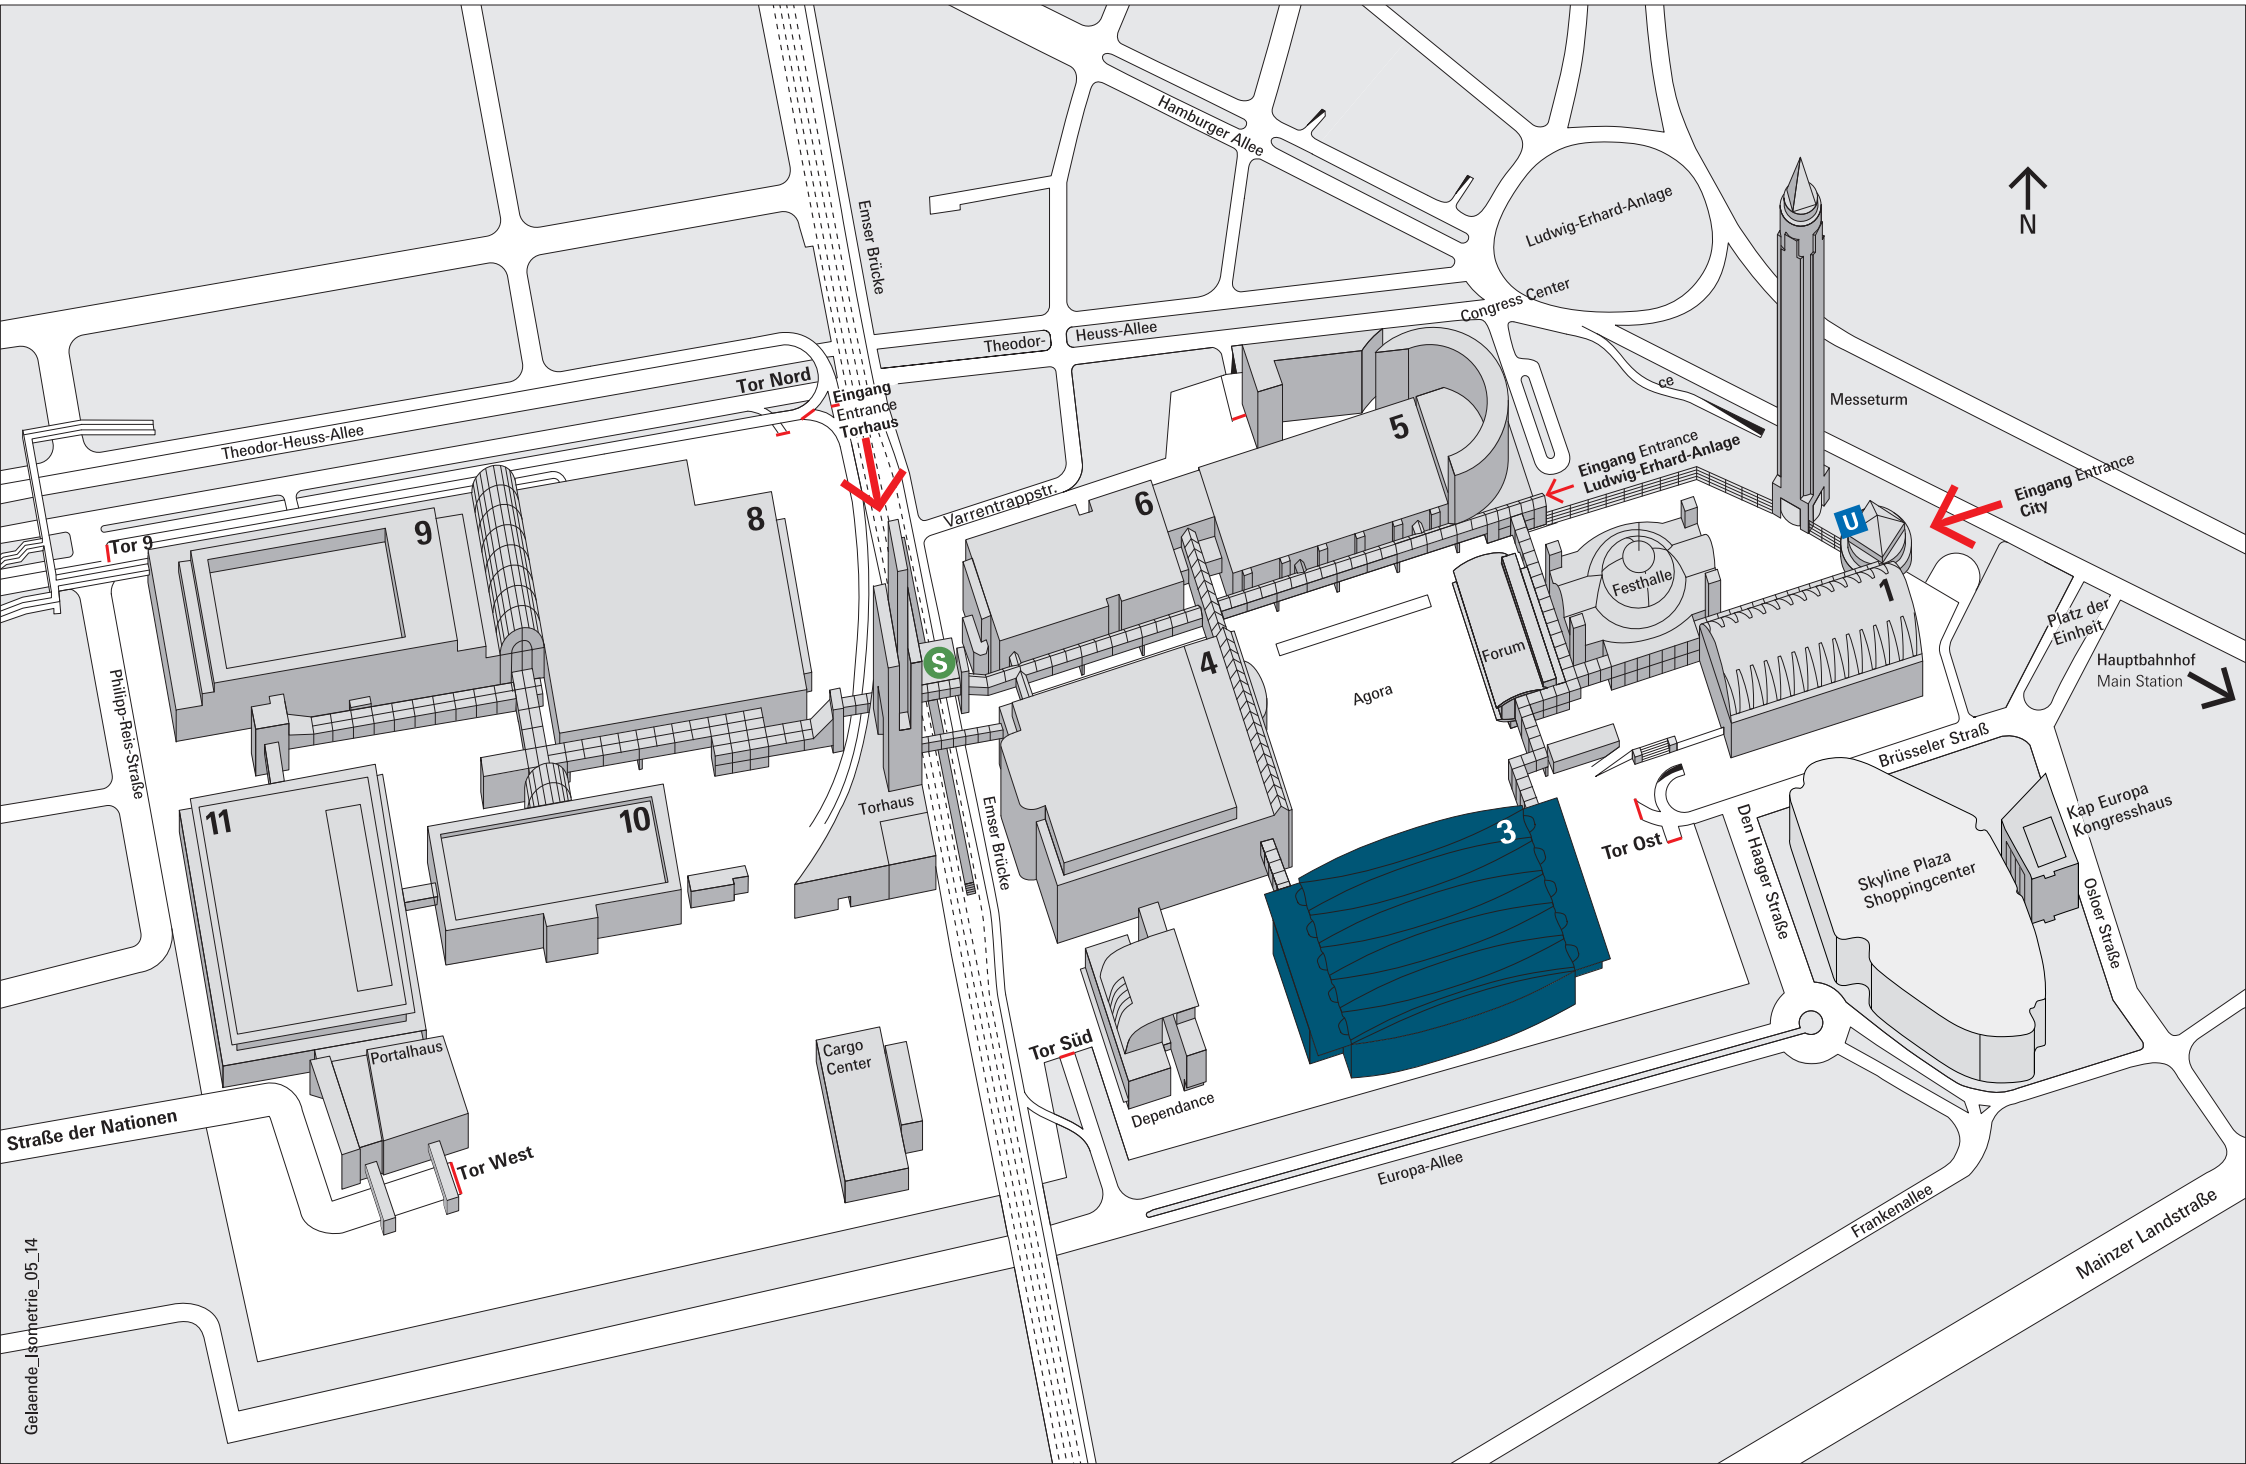 Hamburger Allee
Ludwig-Erhard-Anlage
N
Emser Brücke
Congress Center
Theodor-
Heuss-Allee
Tor Nord
Eingang
Entrance
Torhaus
ce
Messeturm
Theodor-Heuss-Allee
5
Eingang Entrance
Ludwig-Erhard-Anlage
Eingang Entrance
City
U
Varrentrappstr.
6
8
9
Tor 9
Festhalle
1
Platz der
Einheit
Hauptbahnhof
Main Station
S
4
Forum
Agora
Philipp-Reis-Straße
Brüsseler Straß
Torhaus
Emser Brücke
11
10
3
Tor Ost
Den Haager Straße
Kap Europa
Kongresshaus
Skyline Plaza
Shoppingcenter
Osloer Straße
Portalhaus
Cargo
Center
Tor Süd
Dependance
Straße der Nationen
Tor West
Europa-Allee
Frankenallee
Mainzer Landstraße
Gelaende_Isometrie_05_14